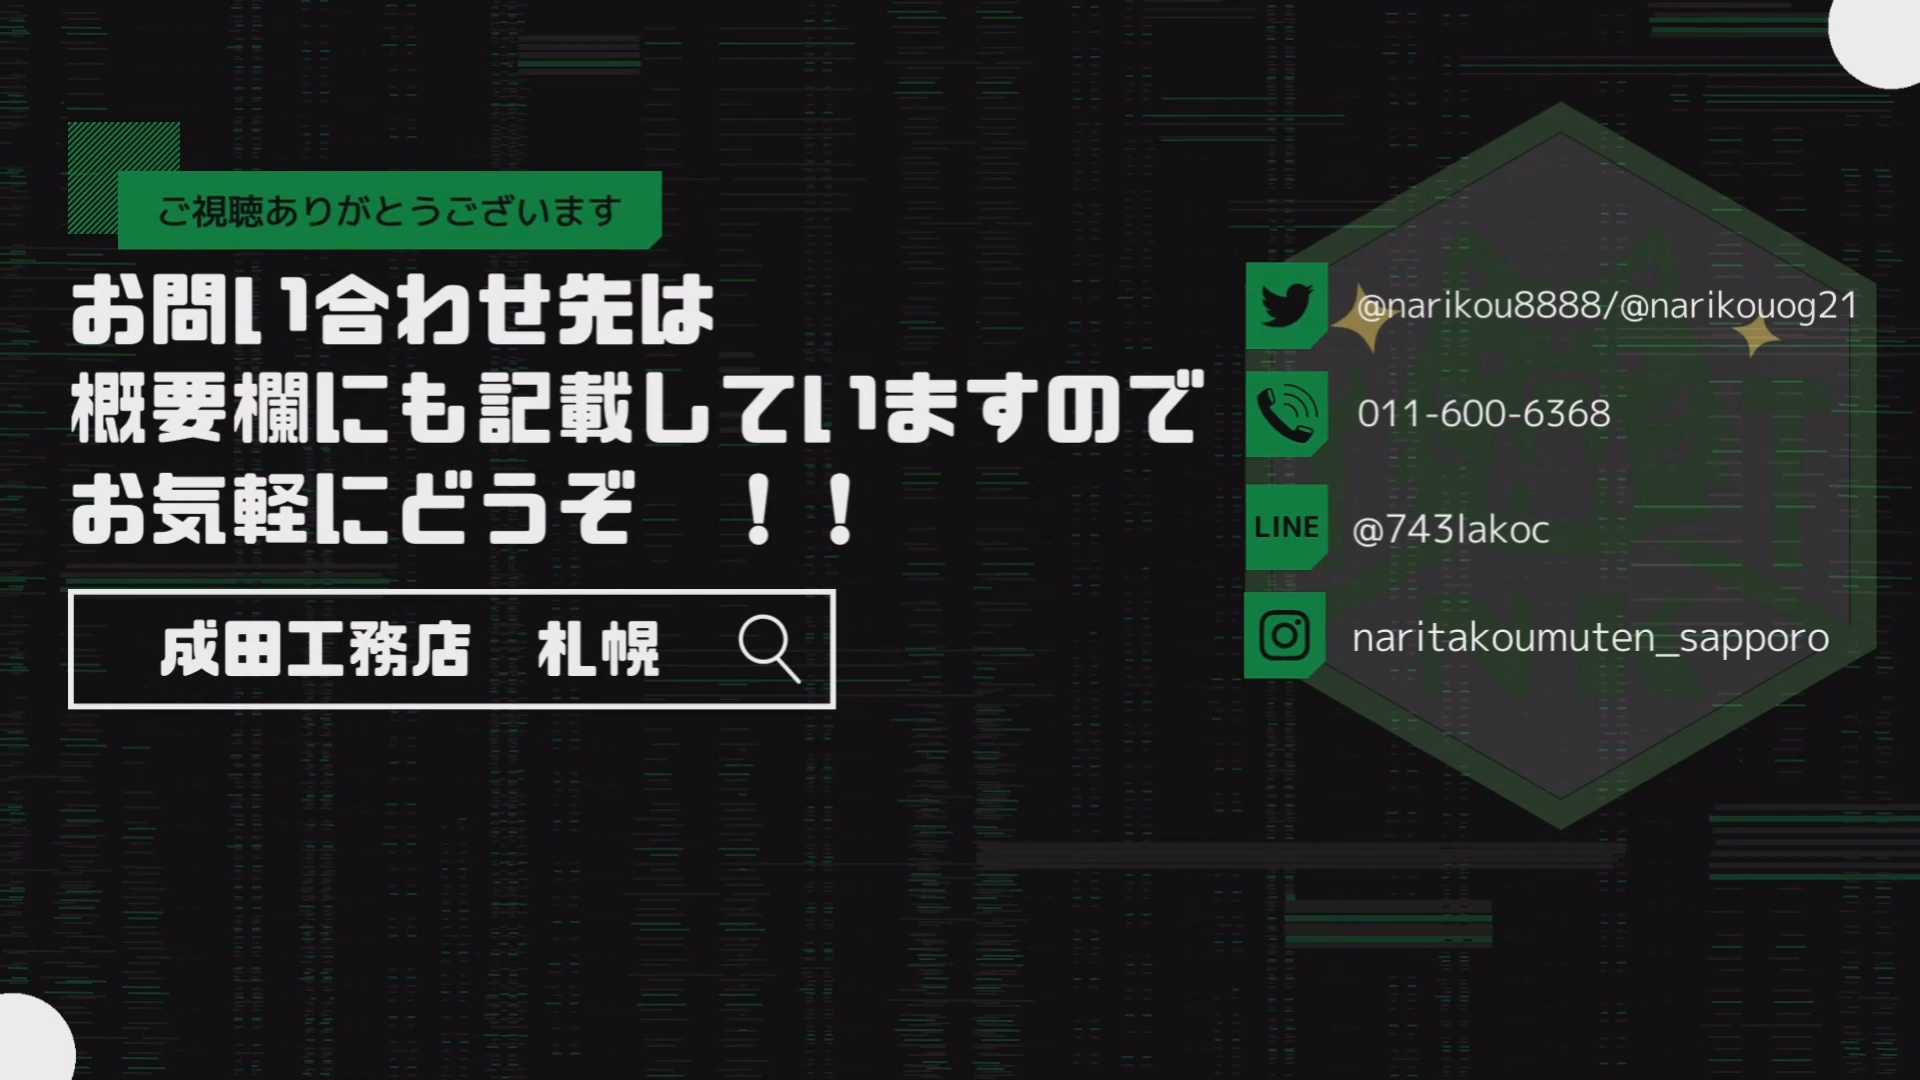 ご視聴ありがとうございます
お問い合わせ先は
概要欄にも記載していますので
お気軽にどうぞ　！！
成田工務店　札幌
@narikou8888/@narikouog21
011-600-6368
LINE @743lakoc
naritakoumuten_sapporo